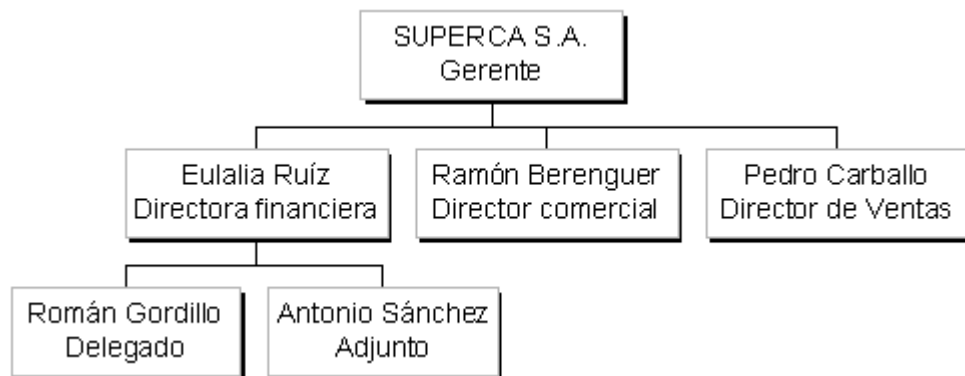 SUPERCA S.A.
Gerente
Eulalia Ruíz
Directora financiera
Ramón Berenguer
Director comercial
Pedro Carballo
Director de Ventas
Román Gordillo
Delegado
Antonio Sánchez
Adjunto